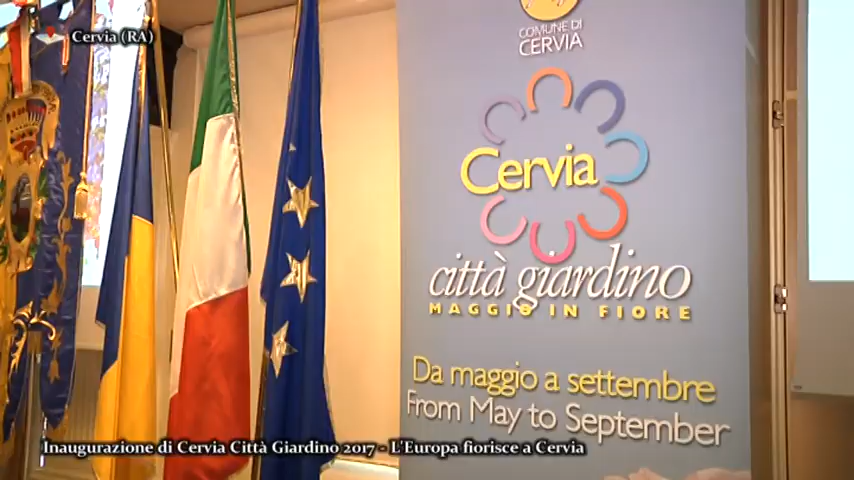 Cervia (RA)
COMUNE DI
CERVIA
Cervia
città giardino
MAGGIO IN FIORE
Da maggio a settembre
From May to September
Inaugurazione di Cervia Città Giardino 2017 - L'Europa fiorisce a Cervia